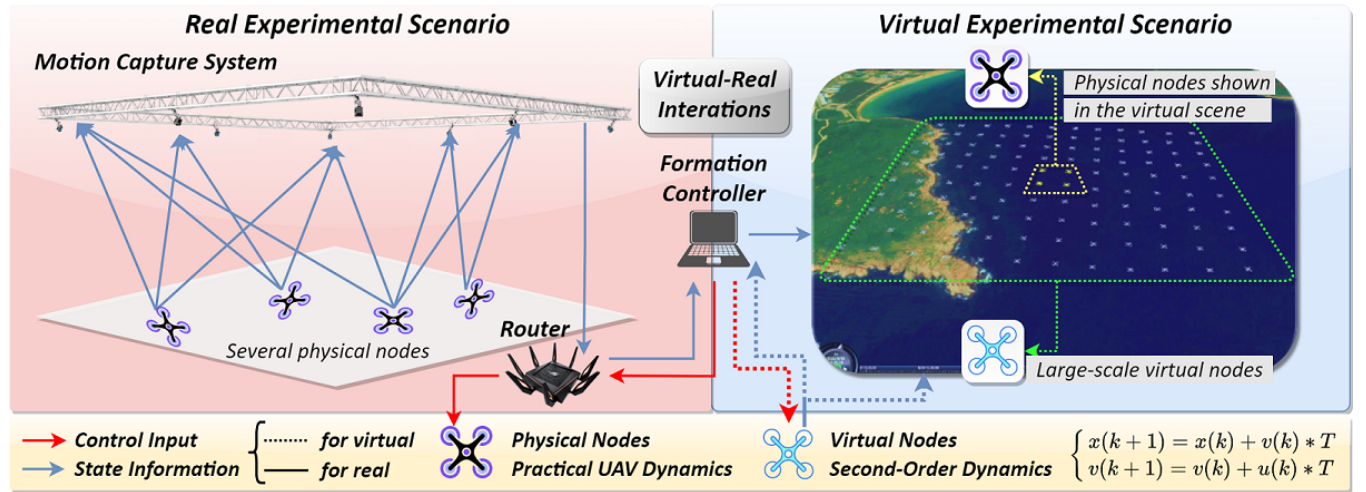 Real Experimental Scenario
Virtual Experimental Scenario
Motion Capture System
Virtual-Real
Interations
Physical nodes shown
in the virtual scene
Formation
Controller
Several physical nodes
Router
Large-scale virtual nodes
Control Input
State Information
for virtual
for real
Physical Nodes
Practical UAV Dynamics
Virtual Nodes
Second-Order Dynamics
x(k + 1) = x(k) + v(k) * T
v(k + 1) = v(k) + u(k) * T